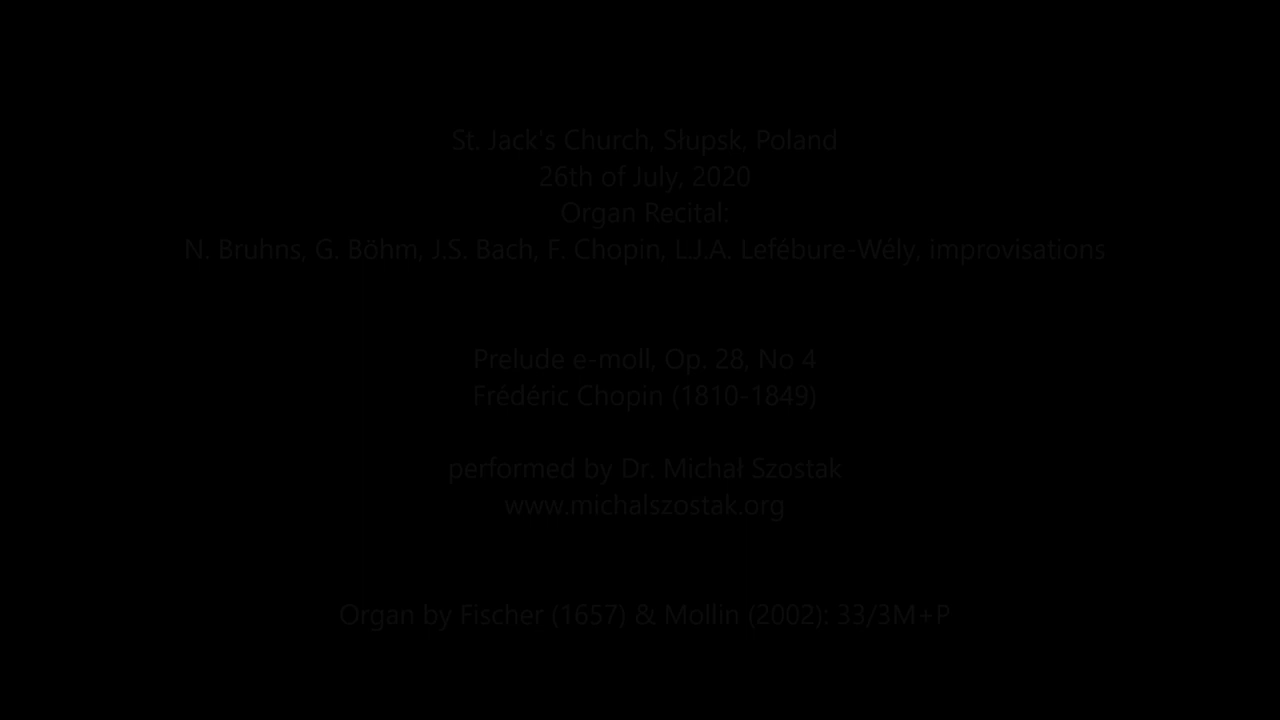 St. Jack's Church, Słupsk, Poland
26th of July, 2020
Organ Recital:
N. Bruhns, G. Böhm, J.S. Bach, F. Chopin, L.J.A. Lefébure-Wély, improvisations
Prelude e-moll, Op. 28, No 4
Frédéric Chopin (1810-1849)
performed by Dr. Michał Szostak
www.michalszostak.org
Organ by Fischer (1657) & Mollin (2002): 33/3M+P